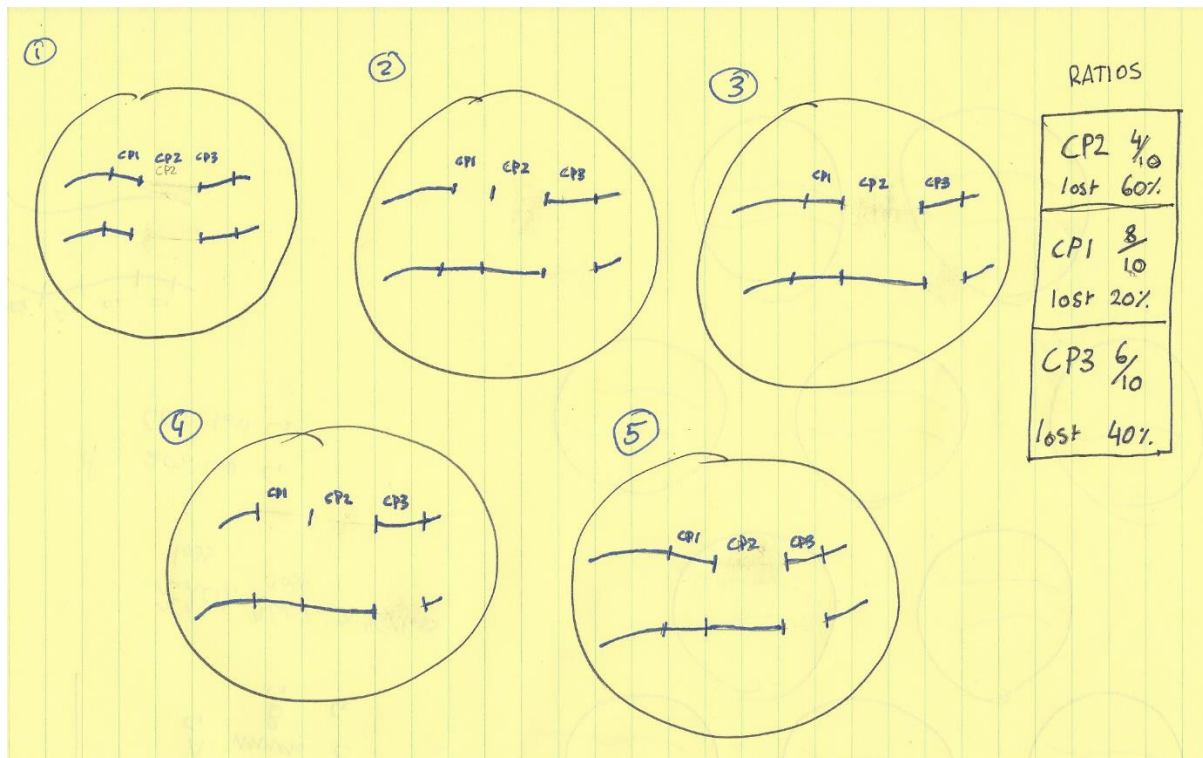 1
CP1 CP2 CP3
CP2
2
CP1 CP2 CP3
3
CP1 CP2 CP3
4
CP1 CP2 CP3
5
CP1 CP2 CP3
RATIOS
CP2 4/10
lost 60%
CP1 8/10
lost 20%
CP3 6/10
lost 40%